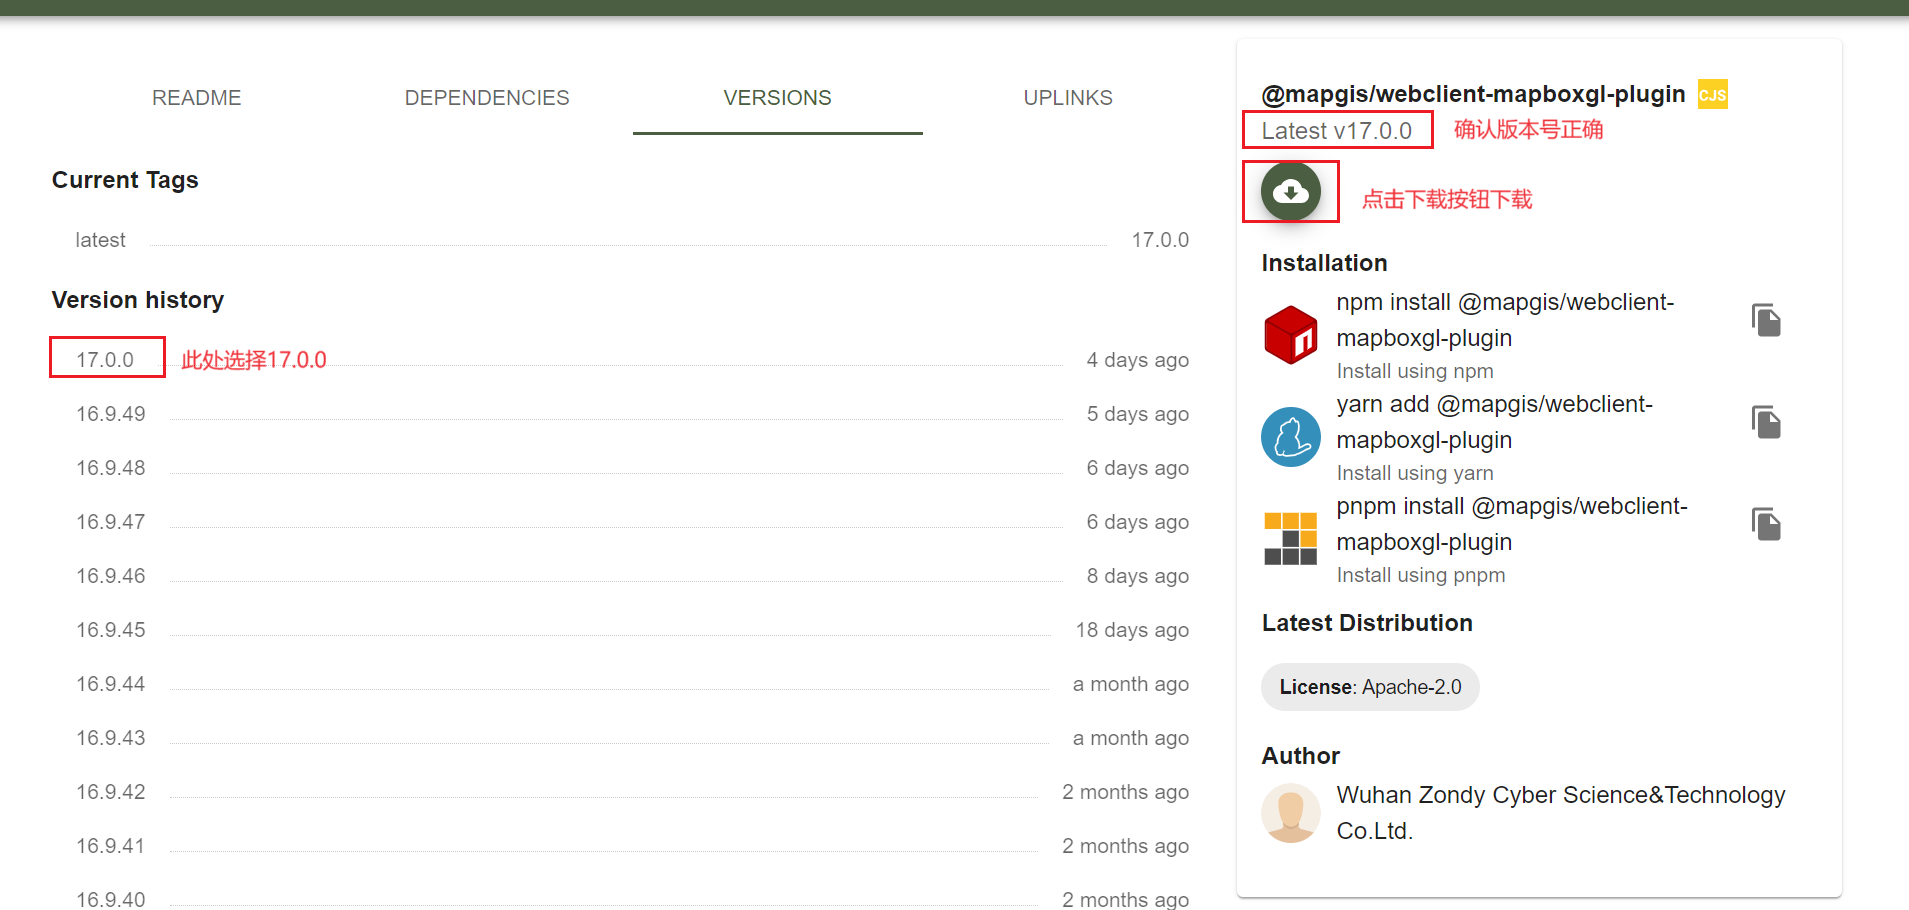 README
DEPENDENCIES
VERSIONS
UPLINKS
Current Tags
latest
17.0.0
Version history
17.0.0
此处选择17.0.0
4 days ago
16.9.49
5 days ago
16.9.48
6 days ago
16.9.47
6 days ago
16.9.46
8 days ago
16.9.45
18 days ago
16.9.44
a month ago
16.9.43
a month ago
16.9.42
2 months ago
16.9.41
2 months ago
16.9.40
2 months ago
@mapgis/webclient-mapboxgl-plugin
CJS
Latest v17.0.0
确认版本号正确
点击下载按钮下载
Installation
npm install @mapgis/webclient-
mapboxgl-plugin
Install using npm
yarn add @mapgis/webclient-
mapboxgl-plugin
Install using yarn
pnpm install @mapgis/webclient-
mapboxgl-plugin
Install using pnpm
Latest Distribution
License: Apache-2.0
Author
Wuhan Zondy Cyber Science&Technology
Co.Ltd.